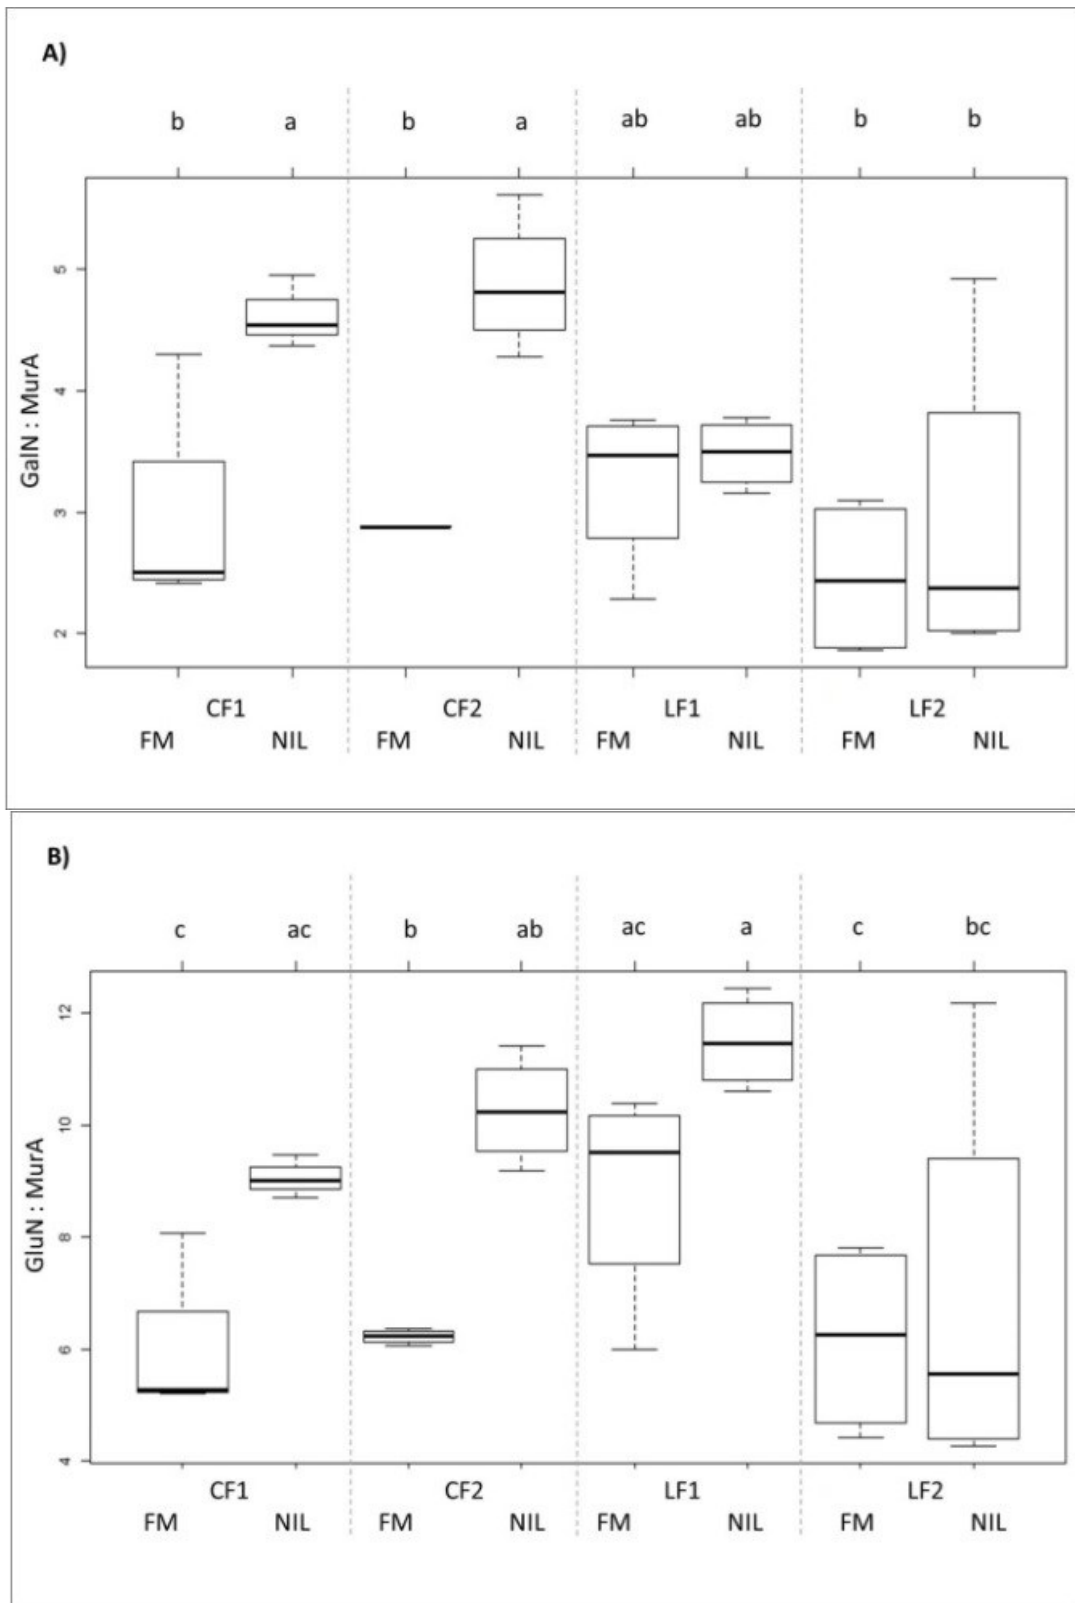 A)
b a b a ab ab b b
5
4
3
2
GalN : MurA
CF1 CF2 LF1 LF2
FM NIL FM NIL FM NIL FM NIL
B)
c ac b ab ac a c bc
12
10
8
6
4
GluN : MurA
CF1 CF2 LF1 LF2
FM NIL FM NIL FM NIL FM NIL